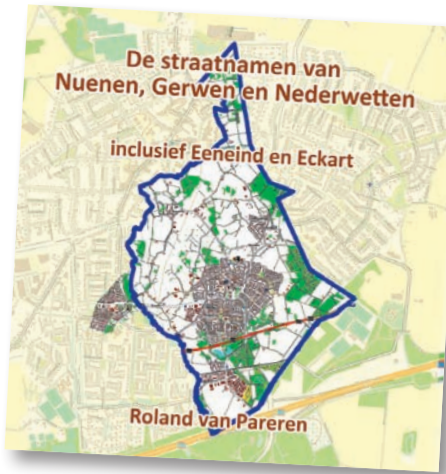 De straatnamen van
Nuenen, Gerwen en Nederwetten
inclusief Eeneind en Eckart
Roland van Pareren